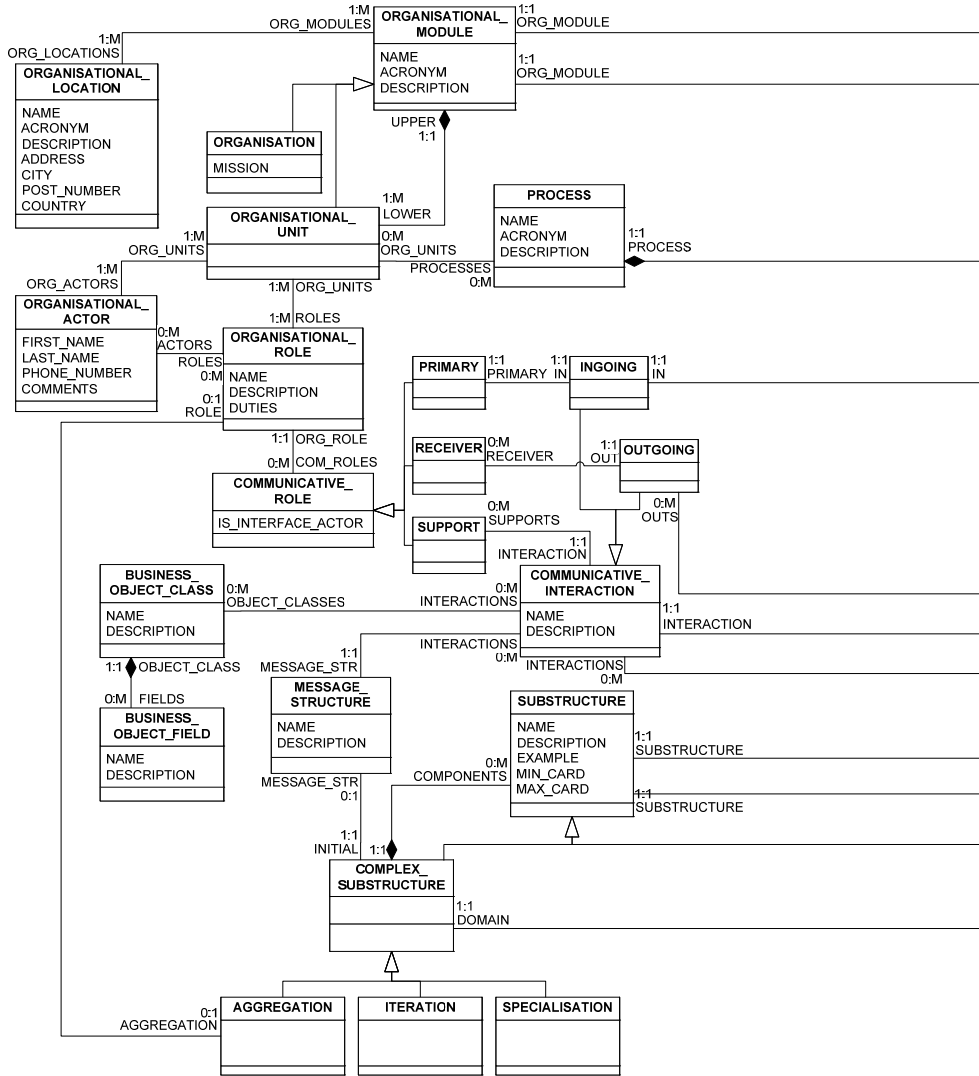 1:M
ORG_MODULES
ORGANISATIONAL_
MODULE
NAME
ACRONYM
DESCRIPTION
1:1
ORG_MODULE
1:1
ORG_MODULE
1:M
ORG_LOCATIONS
ORGANISATIONAL_
LOCATION
NAME
ACRONYM
DESCRIPTION
ADDRESS
CITY
POST_NUMBER
COUNTRY
UPPER
1:1
ORGANISATION
MISSION
1:M
LOWER
ORGANISATIONAL_
UNIT
1:M
ORG_UNITS
0:M
ORG_UNITS
PROCESSES
0:M
PROCESS
NAME
ACRONYM
DESCRIPTION
1:1
PROCESS
1:M
ORG_ACTORS
1:M ORG_UNITS
1:M ROLES
ORGANISATIONAL_
ACTOR
FIRST_NAME
LAST_NAME
PHONE_NUMBER
COMMENTS
0:M
ACTORS
ROLES
0:M
0:1
ROLE
ORGANISATIONAL_
ROLE
NAME
DESCRIPTION
DUTIES
1:1 ORG_ROLE
0:M COM_ROLES
COMMUNICATIVE_
ROLE
IS_INTERFACE_ACTOR
PRIMARY
1:1
PRIMARY
1:1
IN
INGOING
1:1
IN
RECEIVER
0:M
RECEIVER
1:1
OUT
OUTGOING
0:M
OUTS
SUPPORT
0:M
SUPPORTS
1:1
INTERACTION
BUSINESS_
OBJECT_CLASS
NAME
DESCRIPTION
0:M
OBJECT_CLASSES
0:M
INTERACTIONS
COMMUNICATIVE_
INTERACTION
NAME
DESCRIPTION
1:1
INTERACTION
INTERACTIONS
0:M
INTERACTIONS
0:M
1:1 OBJECT_CLASS
0:M FIELDS
BUSINESS_
OBJECT_FIELD
NAME
DESCRIPTION
1:1
MESSAGE_STR
MESSAGE_
STRUCTURE
NAME
DESCRIPTION
MESSAGE_STR
0:1
SUBSTRUCTURE
NAME
DESCRIPTION
EXAMPLE
MIN_CARD
MAX_CARD
1:1
SUBSTRUCTURE
1:1
SUBSTRUCTURE
0:M
COMPONENTS
1:1
INITIAL
1:1
COMPLEX_
SUBSTRUCTURE
1:1
DOMAIN
0:1
AGGREGATION
AGGREGATION
ITERATION
SPECIALISATION